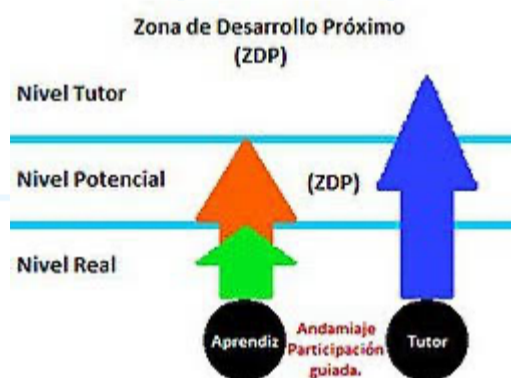 Zona de Desarrollo Próximo
(ZDP)
Nivel Tutor
Nivel Potencial
(ZDP)
Nivel Real
Aprendiz
Andamiaje
Participación
guiada.
Tutor